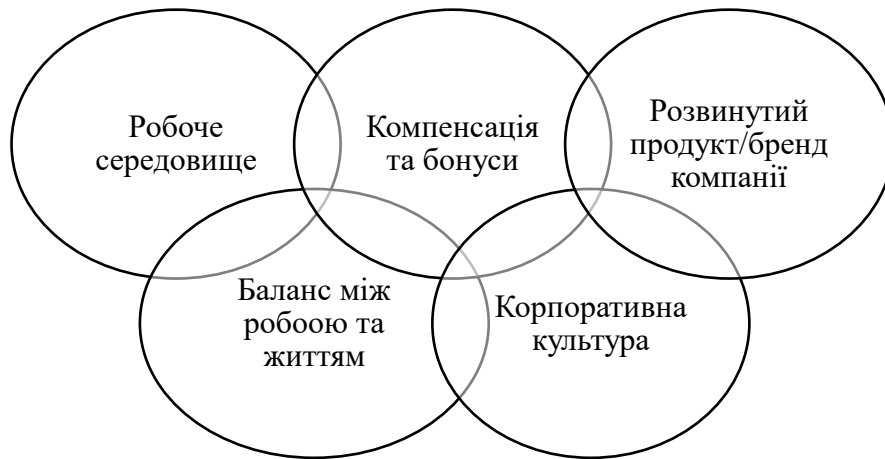 Робоче
середовище
Компенсація
та бонуси
Розвинутий
продукт/бренд
компанії
Баланс між
робоою та
життям
Корпоративна
культура